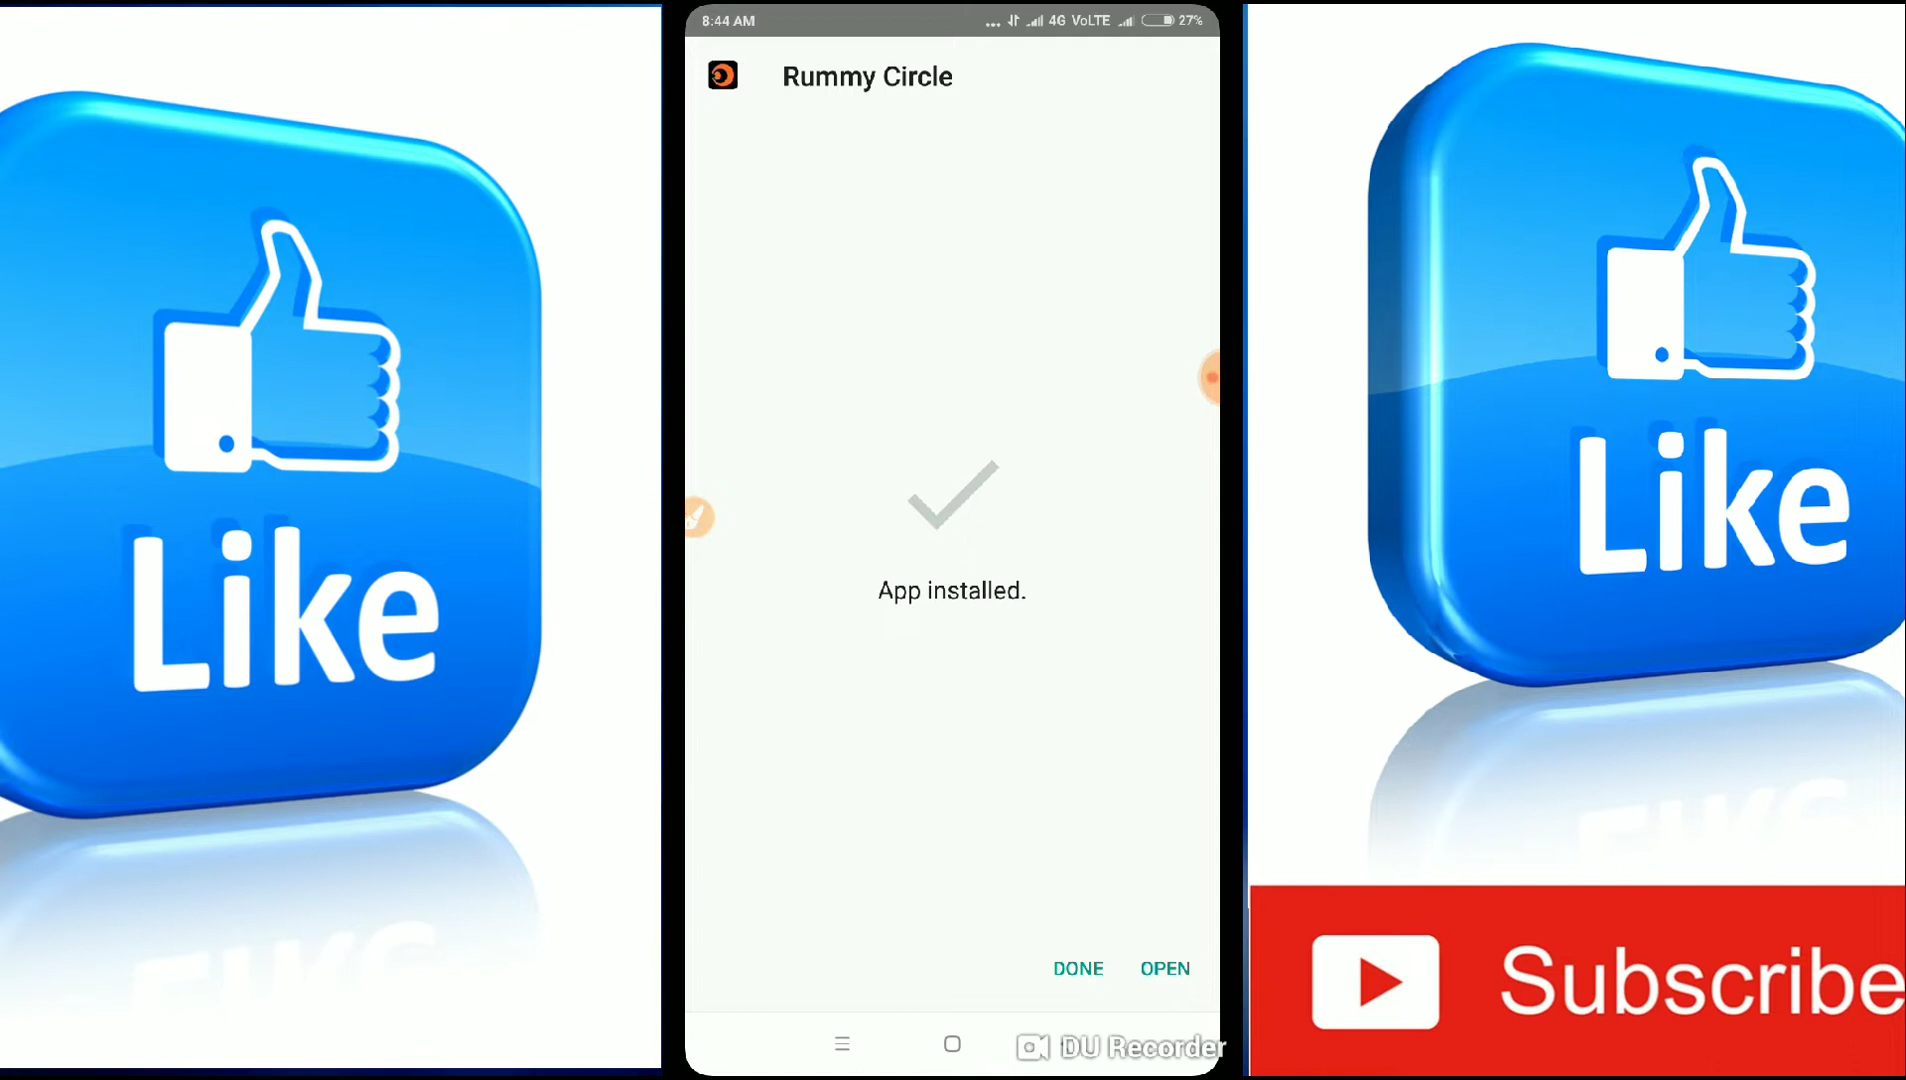 8:44 AM
... 4G VoLTE 27%
Rummy Circle
App installed.
DONE OPEN
DU Recorder
Like
Like
Subscribe